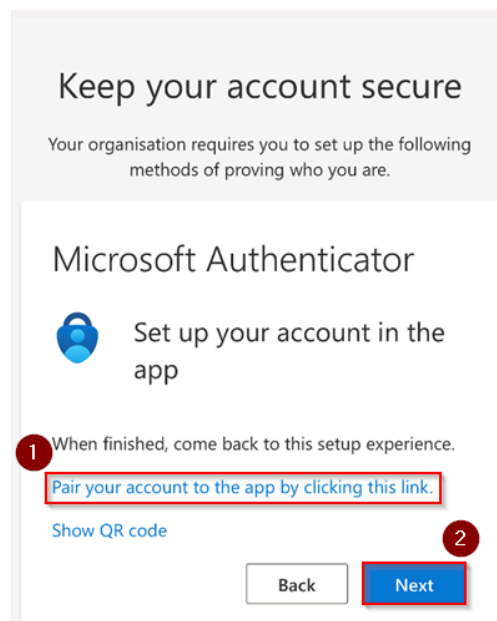 Keep your account secure
Your organisation requires you to set up the following
methods of proving who you are.
Microsoft Authenticator
Set up your account in the
app
When finished, come back to this setup experience.
1
Pair your account to the app by clicking this link.
Show QR code
2
Back
Next